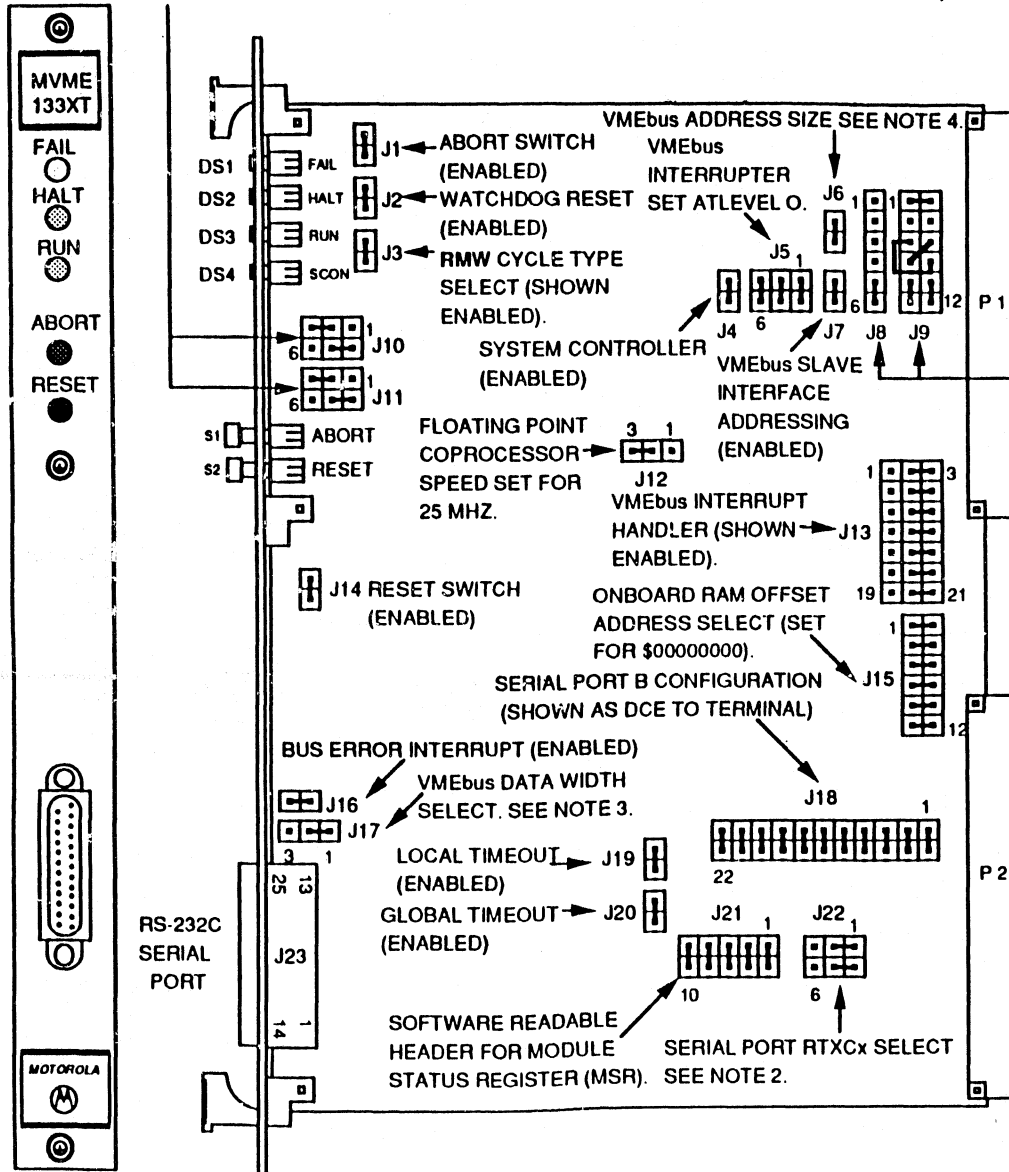 MVME
133XT
FAIL
HALT
RUN
ABORT
RESET
MOTOROLA
DS1
FAIL
DS2
HALT
DS3
RUN
DS4
SCON
J1
ABORT SWITCH
(ENABLED)
J2
WATCHDOG RESET
(ENABLED)
J3
RMW CYCLE TYPE
SELECT (SHOWN
ENABLED).
VMEbus ADDRESS SIZE SEE NOTE 4.
VMEbus
INTERRUPTER
SET ATLEVEL O.
J6
J5
1
6
J4
J7
1
6
J8
1
12
J9
P 1
SYSTEM CONTROLLER
(ENABLED)
VMEbus SLAVE
INTERFACE
ADDRESSING
(ENABLED)
1
6
J10
1
6
J11
S1
ABORT
S2
RESET
FLOATING POINT
COPROCESSOR
SPEED SET FOR
25 MHZ.
3 1
J12
VMEbus INTERRUPT
HANDLER (SHOWN
ENABLED).
1
3
J13
19
21
J14 RESET SWITCH
(ENABLED)
ONBOARD RAM OFFSET
ADDRESS SELECT (SET
FOR $00000000).
1
J15
12
SERIAL PORT B CONFIGURATION
(SHOWN AS DCE TO TERMINAL)
BUS ERROR INTERRUPT (ENABLED)
J16
VMEbus DATA WIDTH
SELECT. SEE NOTE 3.
J17
3 1
J18
1
22
LOCAL TIMEOUT
(ENABLED)
J19
GLOBAL TIMEOUT
(ENABLED)
J20
P 2
RS-232C
SERIAL
PORT
25 13
J23
14 1
J21
1
10
J22
1
6
SOFTWARE READABLE
HEADER FOR MODULE
STATUS REGISTER (MSR).
SERIAL PORT RTXCx SELECT
SEE NOTE 2.